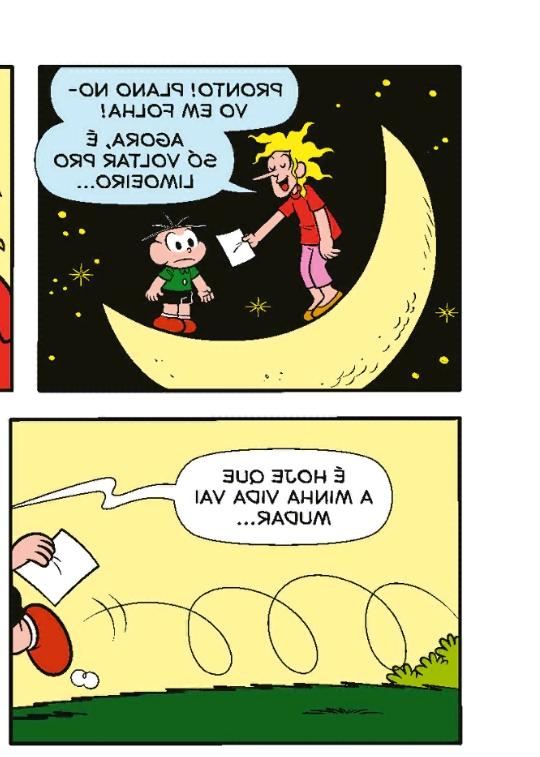 PRONTO! PLANO NO-
VO EM FOLHA!
AGORA, É
SÓ VOLTAR PRO
LIMOEIRO...
É HOJE QUE
A MINHA VIDA VAI
MUDAR...